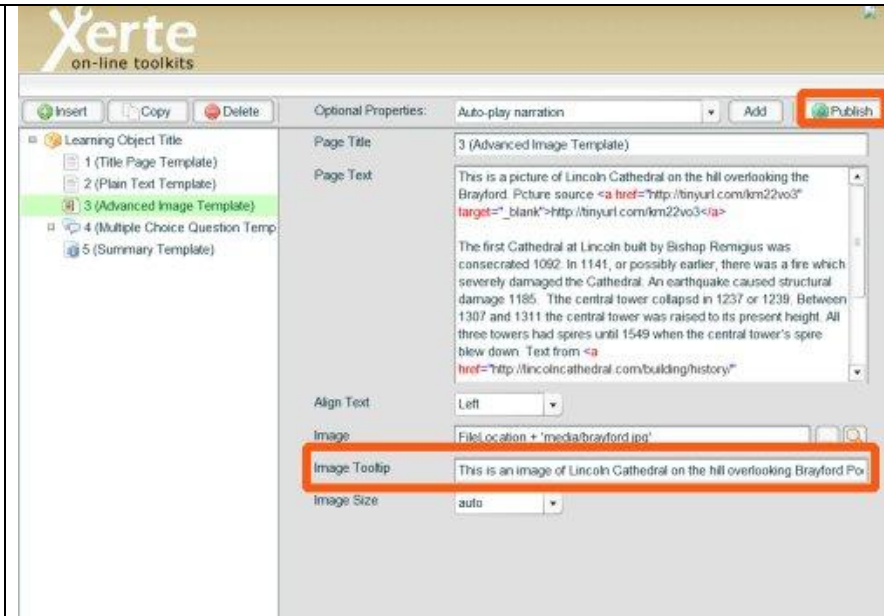 Xerte
on-line toolkits
Insert Copy Delete Optional Properties: Auto-play narration Add Publish
Learning Object Title
1 (Title Page Template)
2 (Plain Text Template)
3 (Advanced Image Template)
4 (Multiple Choice Question Temp
5 (Summary Template)
Page Title 3 (Advanced Image Template)
Page Text
This is a picture of Lincoln Cathedral on the hill overlooking the
Brayford. Pcture source <a href="http://tinyurl.com/km22vo3"
target="_blank">http://tinyurl.com/km22vo3</a>
The first Cathedral at Lincoln built by Bishop Remigius was
consecrated 1092. In 1141, or possibly earlier, there was a fire which
severely damaged the Cathedral. An earthquake caused structural
damage 1185. Tthe central tower collapsd in 1237 or 1239. Between
1307 and 1311 the central tower was raised to its present height. All
three towers had spires until 1549 when the central tower's spire
blew down. Text from <a
href="http://lincolncathedral.com/building/history/"
Align Text Left
Image FileLocation + 'media/brayford.jpg'
Image Tooltip This is an image of Lincoln Cathedral on the hill overlooking Brayford Po
Image Size auto